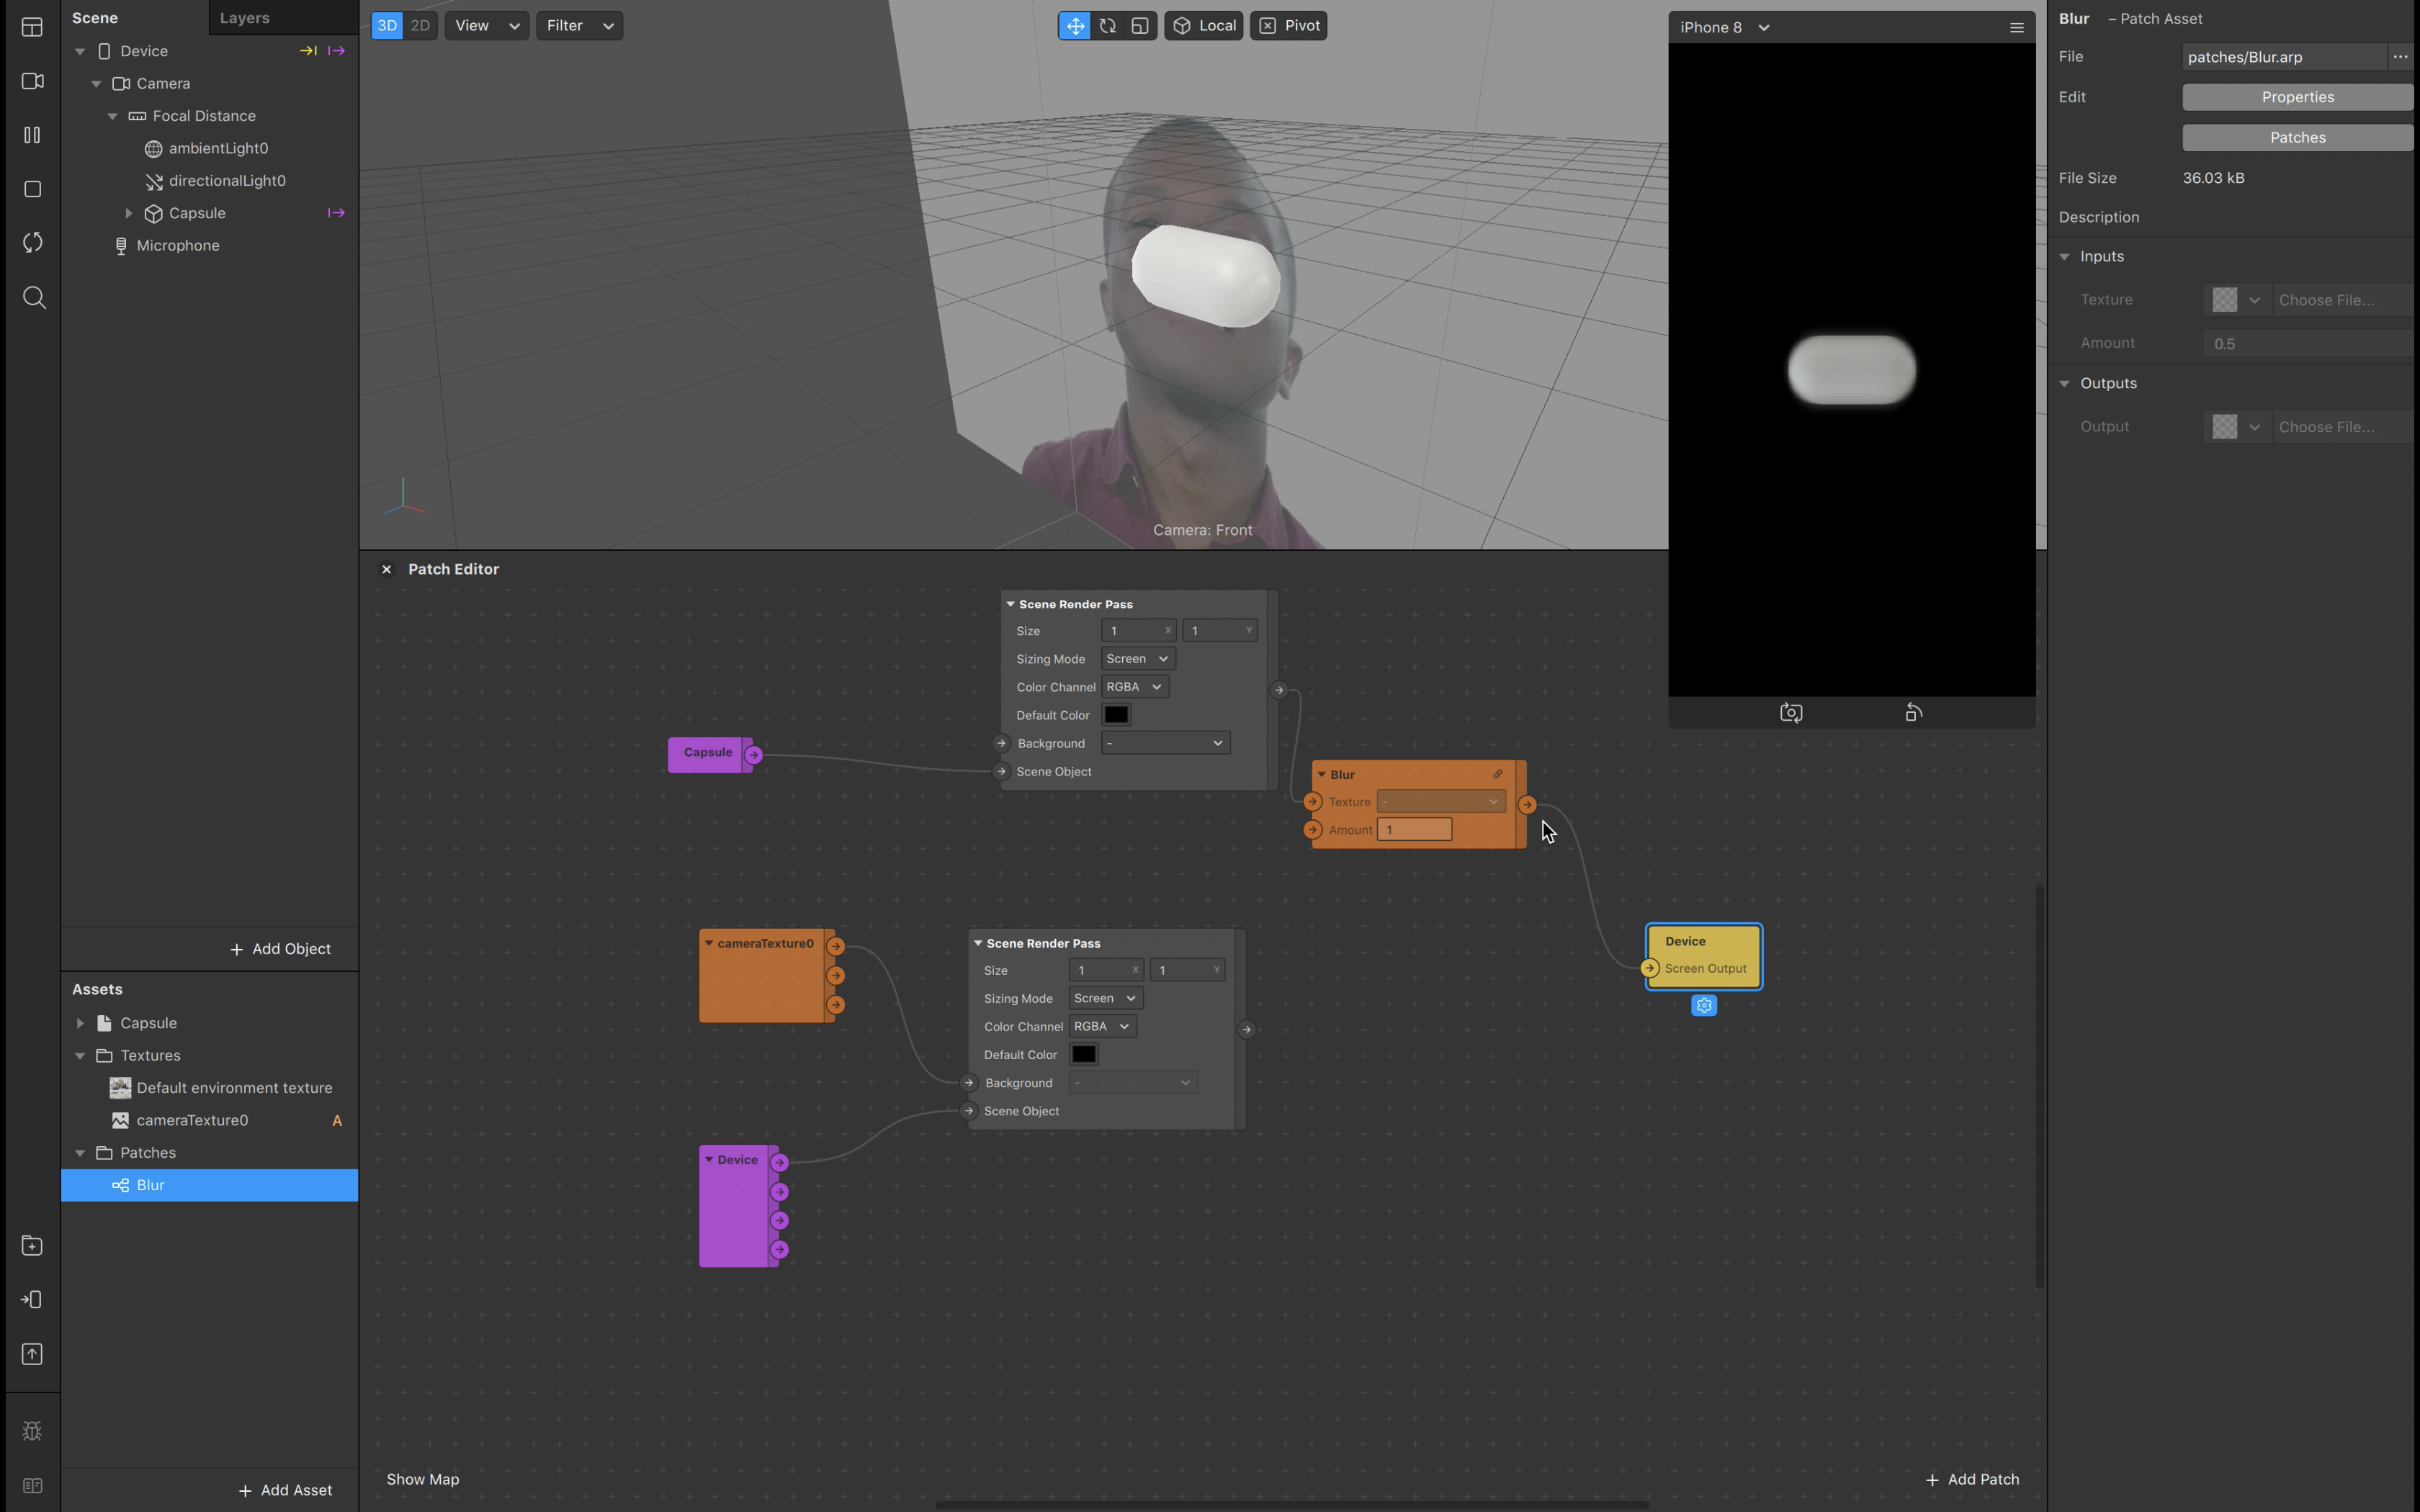 Scene
Layers
Device
Camera
Focal Distance
ambientLight0
directionalLight0
Capsule
Microphone
+ Add Object
Assets
Capsule
Textures
Default environment texture
cameraTexture0 A
Patches
Blur
+ Add Asset
3D 2D View Filter
Local Pivot
Camera: Front
iPhone 8
Patch Editor
Scene Render Pass
Size 1 X 1 Y
Sizing Mode Screen
Color Channel RGBA
Default Color
Background -
Scene Object
Capsule
Blur
Texture -
Amount 1
cameraTexture0
Scene Render Pass
Size 1 X 1 Y
Sizing Mode Screen
Color Channel RGBA
Default Color
Background -
Scene Object
Device
Screen Output
Device
Show Map
+ Add Patch
Blur – Patch Asset
File patches/Blur.arp ...
Edit Properties
Patches
File Size 36.03 kB
Description
Inputs
Texture Choose File...
Amount 0.5
Outputs
Output Choose File...